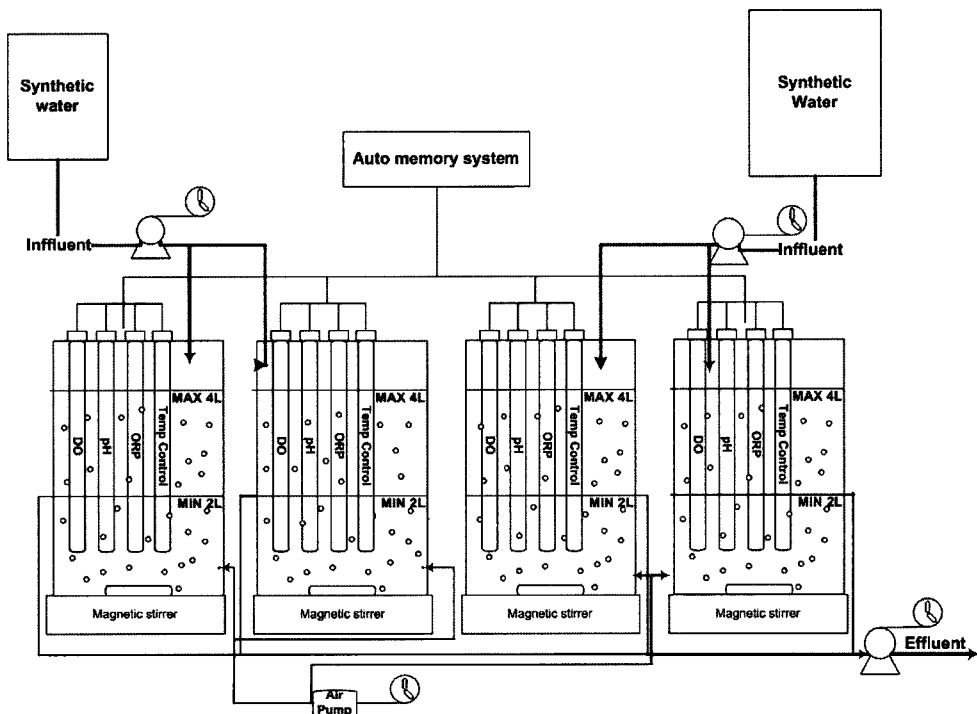 Synthetic
water
Synthetic
Water
Auto memory system
Inffluent
Inffluent
DO
pH
ORP
Temp Control
MAX 4L
MIN 2L
Magnetic stirrer
DO
pH
ORP
Temp Control
MAX 4L
MIN 2L
Magnetic stirrer
DO
pH
ORP
Temp Control
MAX 4L
MIN 2L
Magnetic stirrer
DO
pH
ORP
Temp Control
MAX 4L
MIN 2L
Magnetic stirrer
Effluent
Air
Pump